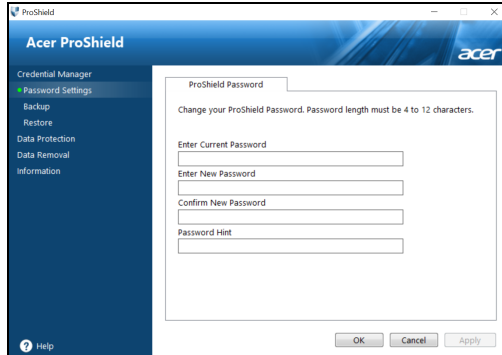 ProShield
Acer ProShield
acer
Credential Manager
Password Settings
Backup
Restore
Data Protection
Data Removal
Information
Help
ProShield Password
Change your ProShield Password. Password length must be 4 to 12 characters.
Enter Current Password
Enter New Password
Confirm New Password
Password Hint
OK
Cancel
Apply